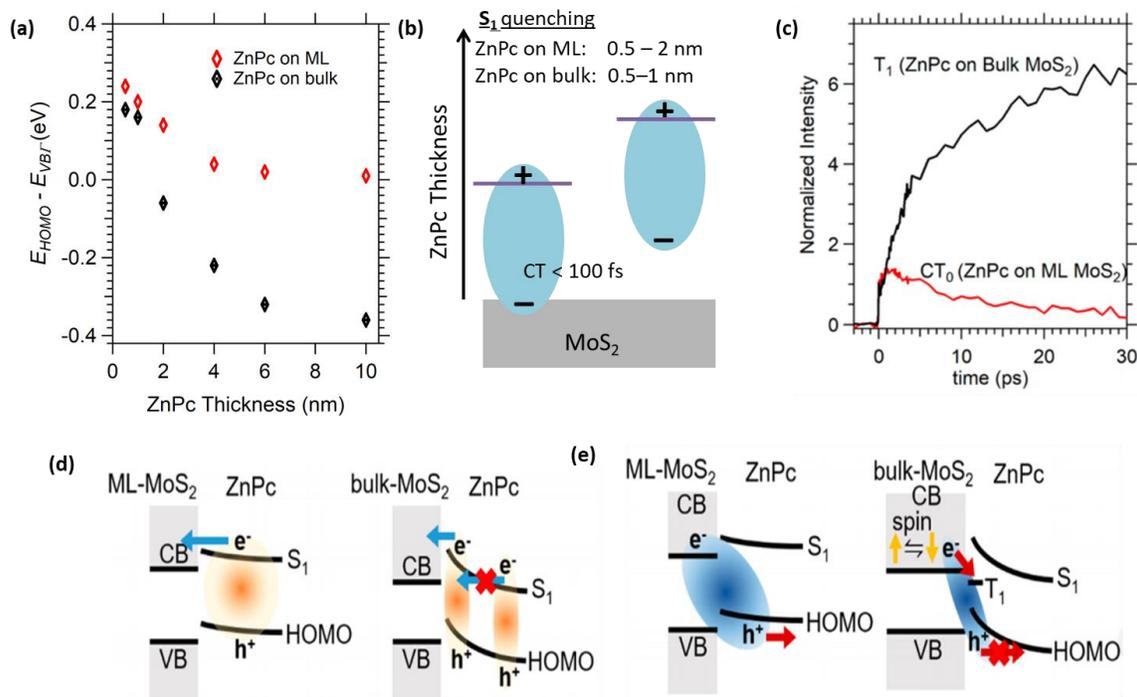 (a)
0.4
0.2
0.0
-0.2
-0.4
E_HOMO - E_VB,Γ (eV)
0 2 4 6 8 10
ZnPc Thickness (nm)
ZnPc on ML
ZnPc on bulk
(b)
S₁ quenching
ZnPc on ML: 0.5 – 2 nm
ZnPc on bulk: 0.5–1 nm
ZnPc Thickness
+
+
−
CT < 100 fs
−
MoS₂
(c)
Normalized Intensity
6
4
2
0
T₁ (ZnPc on Bulk MoS₂)
CT₀ (ZnPc on ML MoS₂)
0 10 20 30
time (ps)
(d)
ML-MoS₂ ZnPc
e⁻
CB
S₁
HOMO
VB
h⁺
bulk-MoS₂ ZnPc
e⁻
e⁻
CB
S₁
VB
h⁺
HOMO
h⁺
(e)
ML-MoS₂ ZnPc
CB
e⁻
S₁
HOMO
VB
h⁺
bulk-MoS₂ ZnPc
CB
spin
⇌
e⁻
S₁
T₁
VB
h⁺
HOMO